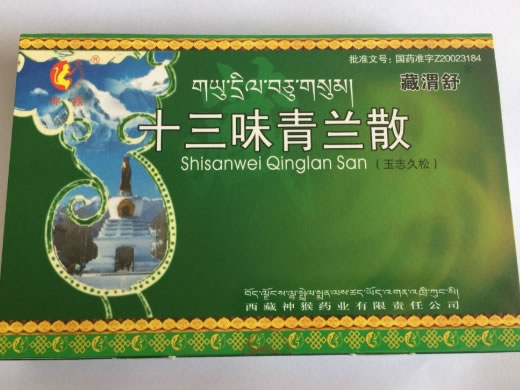 批准文号：国药准字Z20023184
藏渭舒
གཡུ་དྲིལ་བཅུ་གསུམ།
十三味青兰散
Shisanwei Qinglan San（玉志久松）
西藏神猴药业有限责任公司